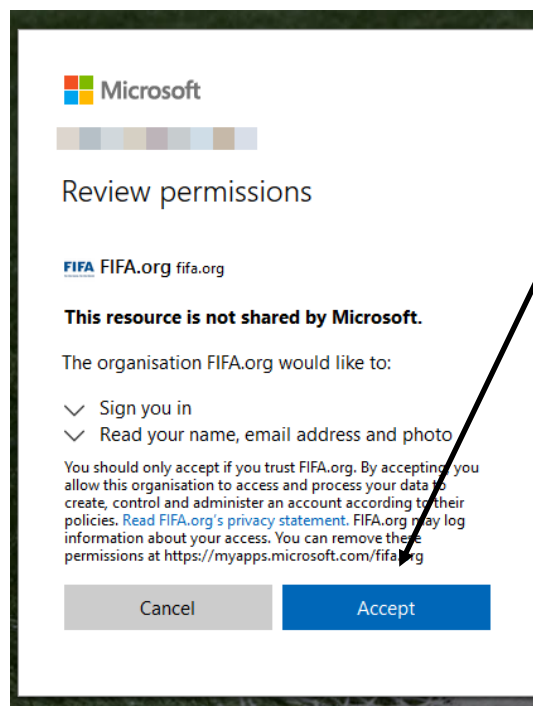 Microsoft
Review permissions
FIFA FIFA.org fifa.org
This resource is not shared by Microsoft.
The organisation FIFA.org would like to:
Sign you in
Read your name, email address and photo
You should only accept if you trust FIFA.org. By accepting, you
allow this organisation to access and process your data to
create, control and administer an account according to their
policies. Read FIFA.org's privacy statement. FIFA.org may log
information about your access. You can remove these
permissions at https://myapps.microsoft.com/fifa.org
Cancel Accept